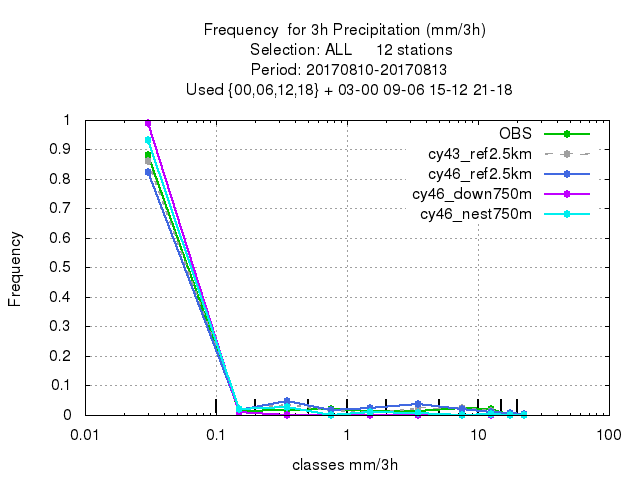 Frequency  for 3h Precipitation (mm/3h)
Selection: ALL     12 stations
Period: 20170810-20170813
Used {00,06,12,18} + 03-00 09-06 15-12 21-18
OBS
cy43_ref2.5km
cy46_ref2.5km
cy46_down750m
cy46_nest750m
1
0.9
0.8
0.7
0.6
0.5
0.4
0.3
0.2
0.1
0
Frequency
0.01 0.1 1 10 100
classes mm/3h